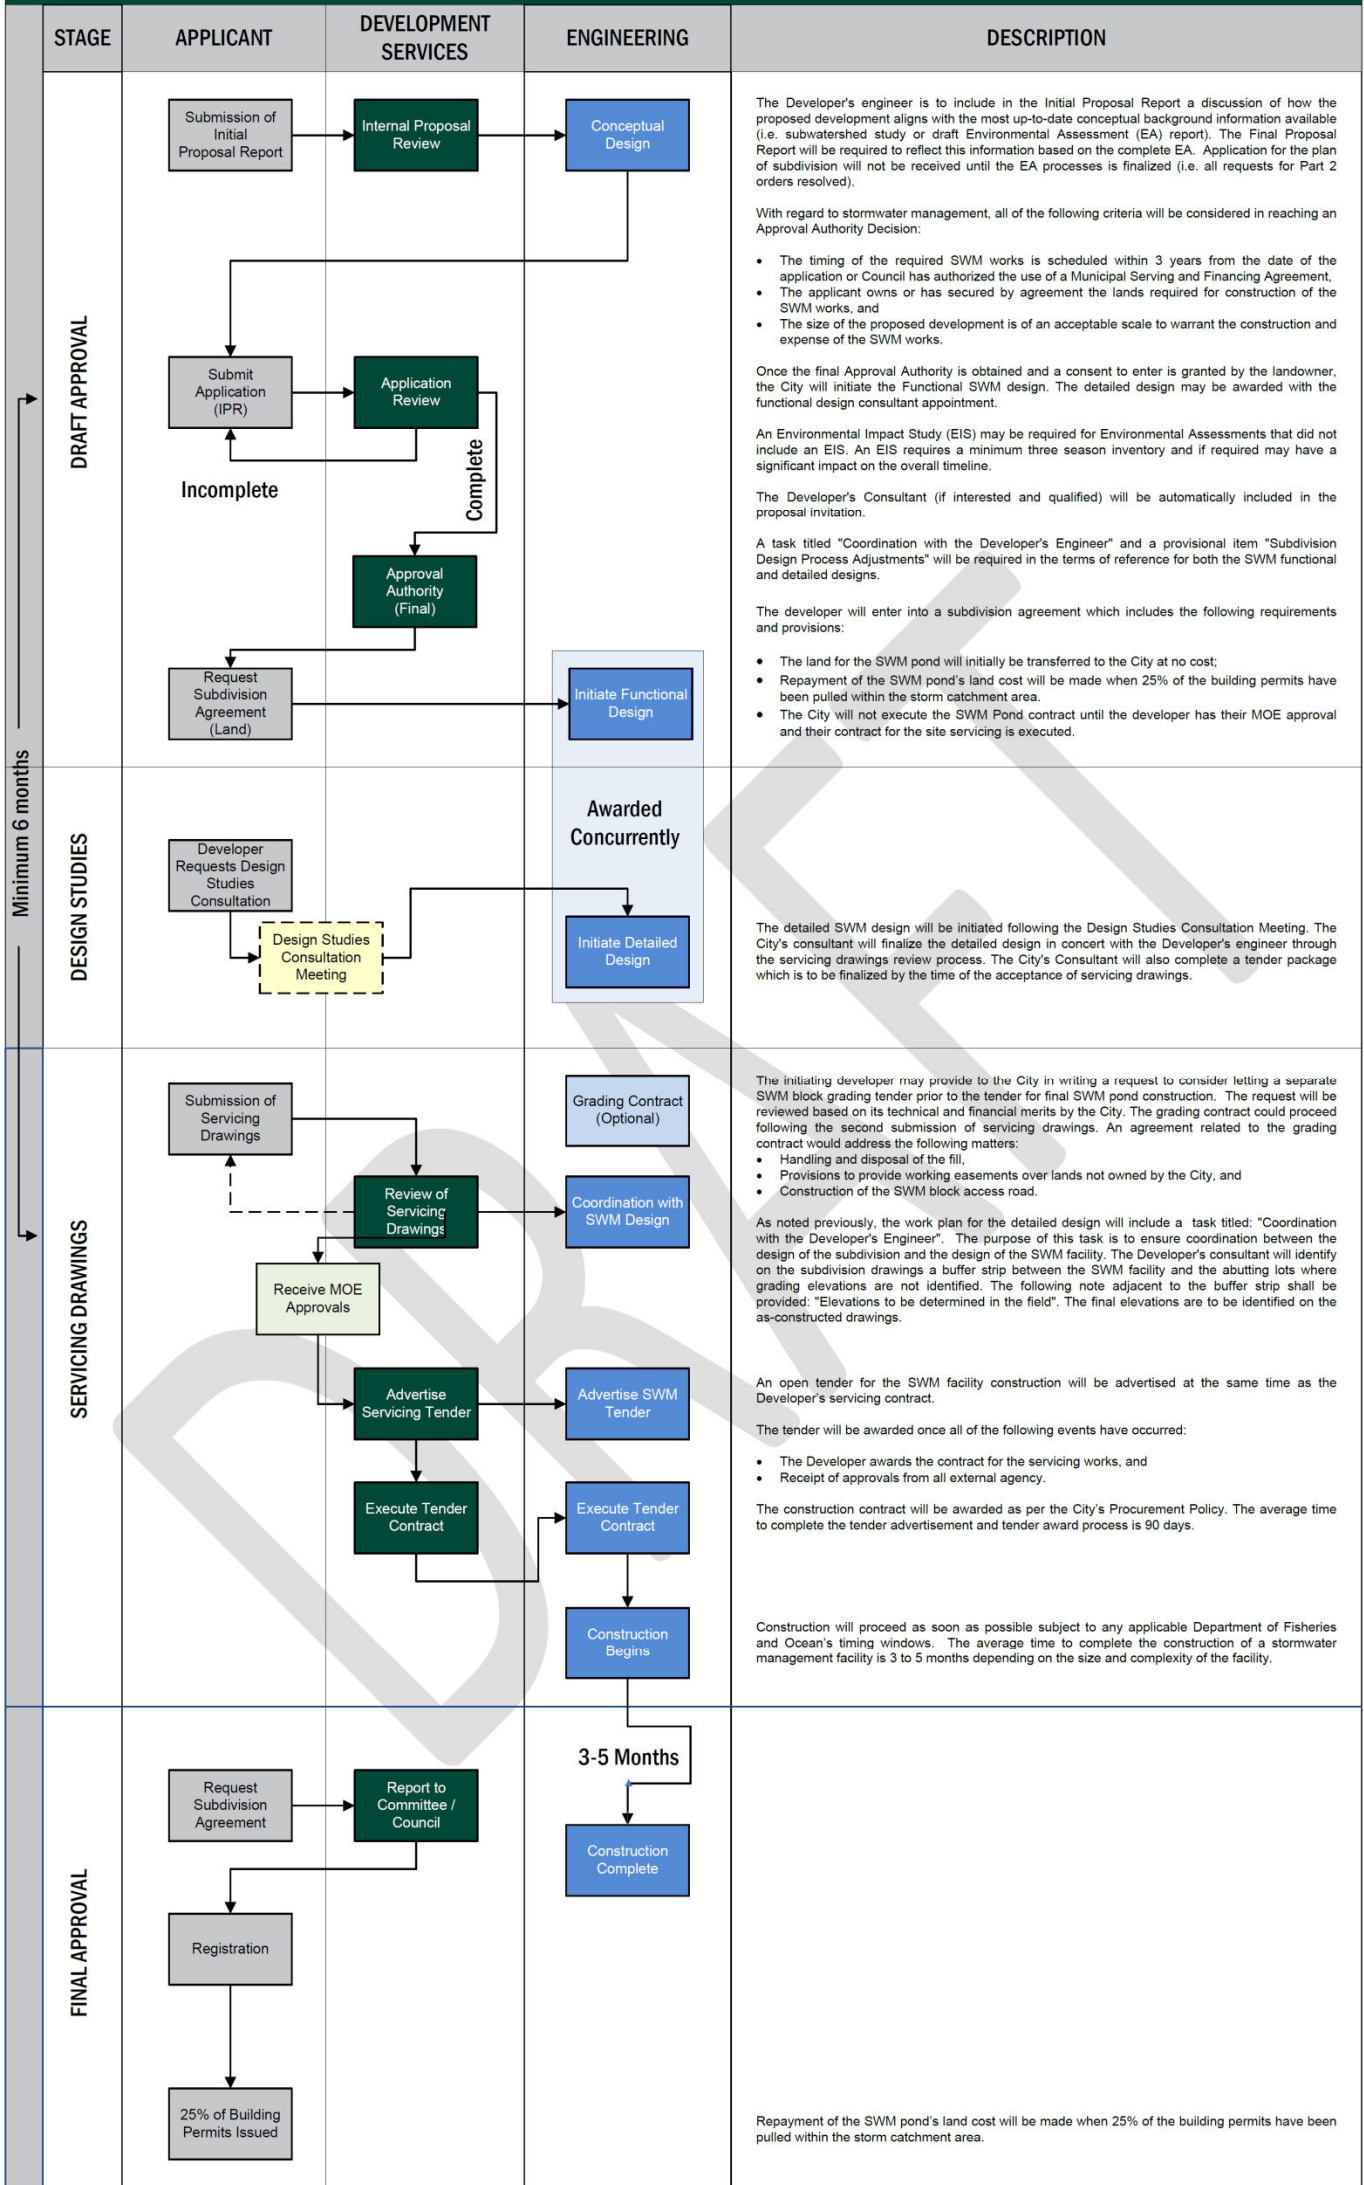 STAGE
APPLICANT
DEVELOPMENT
SERVICES
ENGINEERING
DESCRIPTION
Minimum 6 months
DRAFT APPROVAL
Submission of
Initial
Proposal Report
Internal Proposal
Review
Conceptual
Design
Submit
Application
(IPR)
Application
Review
Incomplete
Complete
Approval
Authority
(Final)
Request
Subdivision
Agreement
(Land)
Initiate Functional
Design
The Developer's engineer is to include in the Initial Proposal Report a discussion of how the
proposed development aligns with the most up-to-date conceptual background information available
(i.e. subwatershed study or draft Environmental Assessment (EA) report). The Final Proposal
Report will be required to reflect this information based on the complete EA. Application for the plan
of subdivision will not be received until the EA processes is finalized (i.e. all requests for Part 2
orders resolved).
With regard to stormwater management, all of the following criteria will be considered in reaching an
Approval Authority Decision:
• The timing of the required SWM works is scheduled within 3 years from the date of the
application or Council has authorized the use of a Municipal Serving and Financing Agreement,
• The applicant owns or has secured by agreement the lands required for construction of the
SWM works, and
• The size of the proposed development is of an acceptable scale to warrant the construction and
expense of the SWM works.
Once the final Approval Authority is obtained and a consent to enter is granted by the landowner,
the City will initiate the Functional SWM design. The detailed design may be awarded with the
functional design consultant appointment.
An Environmental Impact Study (EIS) may be required for Environmental Assessments that did not
include an EIS. An EIS requires a minimum three season inventory and if required may have a
significant impact on the overall timeline.
The Developer's Consultant (if interested and qualified) will be automatically included in the
proposal invitation.
A task titled "Coordination with the Developer's Engineer" and a provisional item "Subdivision
Design Process Adjustments" will be required in the terms of reference for both the SWM functional
and detailed designs.
The developer will enter into a subdivision agreement which includes the following requirements
and provisions:
• The land for the SWM pond will initially be transferred to the City at no cost;
• Repayment of the SWM pond's land cost will be made when 25% of the building permits have
been pulled within the storm catchment area.
• The City will not execute the SWM Pond contract until the developer has their MOE approval
and their contract for the site servicing is executed.
DESIGN STUDIES
Awarded
Concurrently
Developer
Requests Design
Studies
Consultation
Design Studies
Consultation
Meeting
Initiate Detailed
Design
The detailed SWM design will be initiated following the Design Studies Consultation Meeting. The
City's consultant will finalize the detailed design in concert with the Developer's engineer through
the servicing drawings review process. The City's Consultant will also complete a tender package
which is to be finalized by the time of the acceptance of servicing drawings.
SERVICING DRAWINGS
Submission of
Servicing
Drawings
Grading Contract
(Optional)
Review of
Servicing
Drawings
Coordination with
SWM Design
Receive MOE
Approvals
Advertise
Servicing Tender
Advertise SWM
Tender
Execute Tender
Contract
Execute Tender
Contract
Construction
Begins
The initiating developer may provide to the City in writing a request to consider letting a separate
SWM block grading tender prior to the tender for final SWM pond construction. The request will be
reviewed based on its technical and financial merits by the City. The grading contract could proceed
following the second submission of servicing drawings. An agreement related to the grading
contract would address the following matters:
• Handling and disposal of the fill,
• Provisions to provide working easements over lands not owned by the City, and
• Construction of the SWM block access road.
As noted previously, the work plan for the detailed design will include a task titled: "Coordination
with the Developer's Engineer". The purpose of this task is to ensure coordination between the
design of the subdivision and the design of the SWM facility. The Developer's consultant will identify
on the subdivision drawings a buffer strip between the SWM facility and the abutting lots where
grading elevations are not identified. The following note adjacent to the buffer strip shall be
provided: "Elevations to be determined in the field". The final elevations are to be identified on the
as-constructed drawings.
An open tender for the SWM facility construction will be advertised at the same time as the
Developer's servicing contract.
The tender will be awarded once all of the following events have occurred:
• The Developer awards the contract for the servicing works, and
• Receipt of approvals from all external agency.
The construction contract will be awarded as per the City's Procurement Policy. The average time
to complete the tender advertisement and tender award process is 90 days.
Construction will proceed as soon as possible subject to any applicable Department of Fisheries
and Ocean's timing windows. The average time to complete the construction of a stormwater
management facility is 3 to 5 months depending on the size and complexity of the facility.
FINAL APPROVAL
3-5 Months
Request
Subdivision
Agreement
Report to
Committee /
Council
Construction
Complete
Registration
25% of Building
Permits Issued
Repayment of the SWM pond's land cost will be made when 25% of the building permits have been
pulled within the storm catchment area.
DRAFT